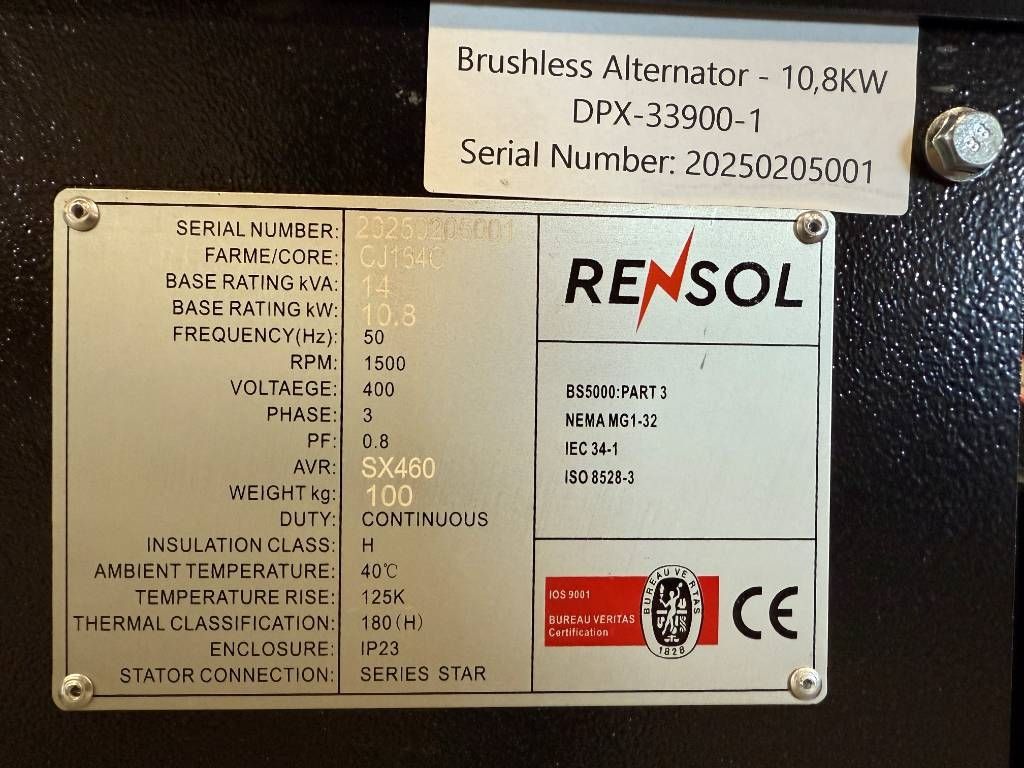 Brushless Alternator - 10,8KW
DPX-33900-1
Serial Number: 20250205001
SERIAL NUMBER: 20250205001
FARME/CORE: CJ164C
BASE RATING kVA: 14
BASE RATING kW: 10.8
FREQUENCY(Hz): 50
RPM: 1500
VOLTAEGE: 400
PHASE: 3
PF: 0.8
AVR: SX460
WEIGHT kg: 100
DUTY: CONTINUOUS
INSULATION CLASS: H
AMBIENT TEMPERATURE: 40℃
TEMPERATURE RISE: 125K
THERMAL CLASSIFICATION: 180(H)
ENCLOSURE: IP23
STATOR CONNECTION: SERIES STAR
RENSOL
BS5000:PART 3
NEMA MG1-32
IEC 34-1
ISO 8528-3
IOS 9001
BUREAU VERITAS
Certification
BUREAU VERITAS
1828
CE